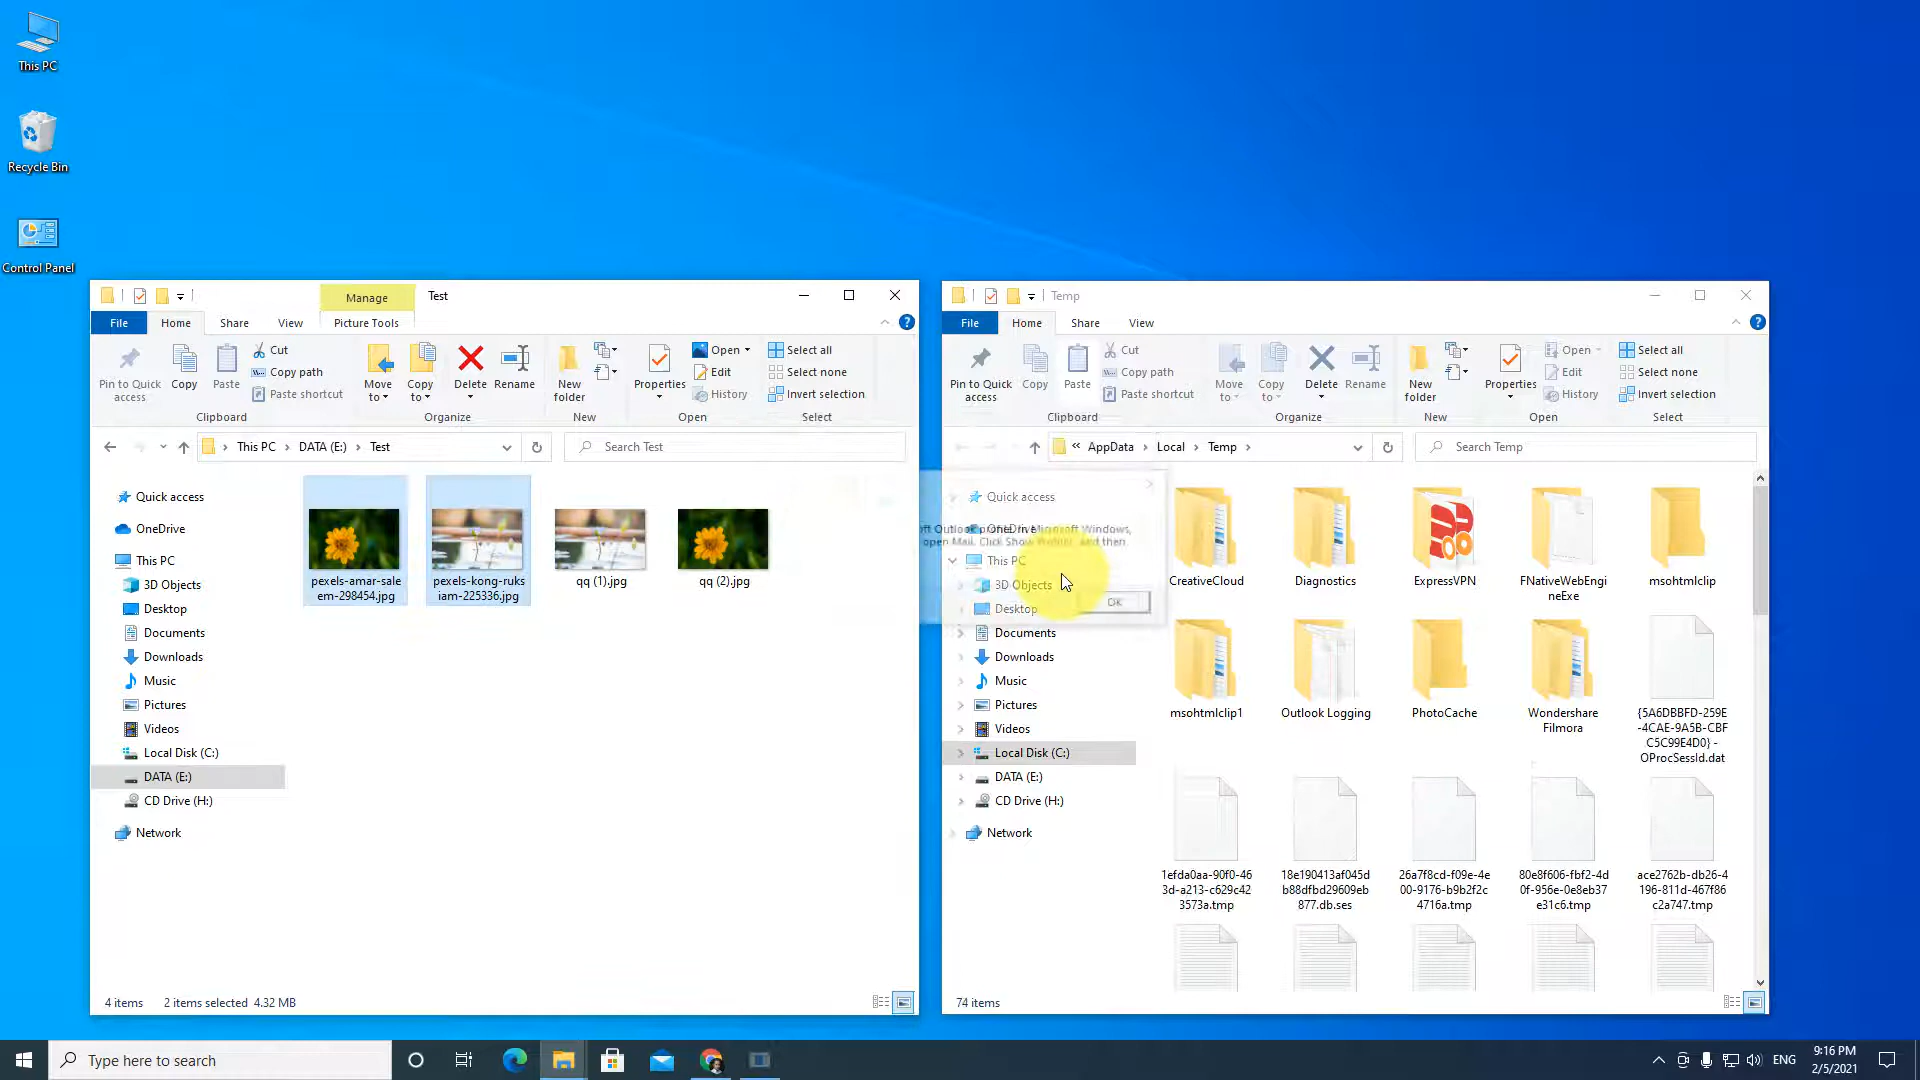 This PC
Recycle Bin
Control Panel
Manage
Test
File
Home
Share
View
Picture Tools
Pin to Quick
access
Copy
Paste
Cut
Copy path
Paste shortcut
Clipboard
Move
to
Copy
to
Delete
Rename
Organize
New
folder
New
Properties
Open
Edit
History
Open
Select all
Select none
Invert selection
Select
This PC
DATA (E:)
Test
Search Test
Quick access
OneDrive
This PC
3D Objects
Desktop
Documents
Downloads
Music
Pictures
Videos
Local Disk (C:)
DATA (E:)
CD Drive (H:)
Network
pexels-amar-sale
em-298454.jpg
pexels-kong-ruks
iam-225336.jpg
qq (1).jpg
qq (2).jpg
4 items
2 items selected 4.32 MB
Temp
File
Home
Share
View
Pin to Quick
access
Copy
Paste
Cut
Copy path
Paste shortcut
Clipboard
Move
to
Copy
to
Delete
Rename
Organize
New
folder
New
Properties
Open
Edit
History
Open
Select all
Select none
Invert selection
Select
« AppData
Local
Temp
Search Temp
Quick access
OneDrive
Microsoft Windows,
open Mail. Click Show Profiles, and then
OK
This PC
3D Objects
Desktop
Documents
Downloads
Music
Pictures
Videos
Local Disk (C:)
DATA (E:)
CD Drive (H:)
Network
CreativeCloud
Diagnostics
ExpressVPN
FNativeWebEngi
neExe
msohtmlclip
msohtmlclip1
Outlook Logging
PhotoCache
Wondershare
Filmora
{5A6DBBFD-259E
-4CAE-9A5B-CBF
C5C99E4D0} -
OProcSessId.dat
1efda0aa-90f0-46
3d-a213-c629c42
3573a.tmp
18e190413af045d
b88dfbd29609eb
877.db.ses
26a7f8cd-f09e-4e
00-9176-b9b2f2c
4716a.tmp
80e8f606-fbf2-4d
0f-956e-0e8eb37
e31c6.tmp
ace2762b-db26-4
196-811d-467f86
c2a747.tmp
74 items
Type here to search
ENG
9:16 PM
2/5/2021